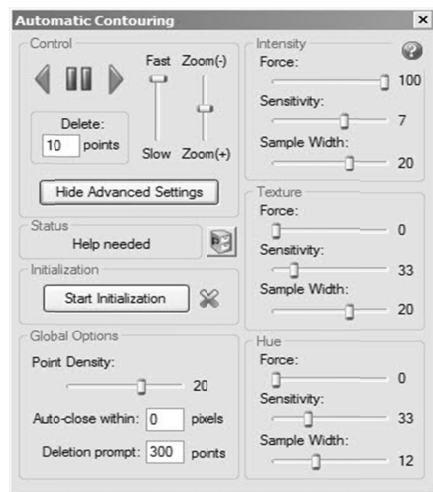 Automatic Contouring
Control
Fast Zoom(-)
Delete:
10 points
Slow Zoom(+)
Hide Advanced Settings
Status
Help needed
Initialization
Start Initialization
Global Options
Point Density:
20
Auto-close within: 0 pixels
Deletion prompt: 300 ponts
Intensity
Force:
100
Sensitivity:
7
Sample Width:
20
Texture
Force:
0
Sensitivity:
33
Sample Width:
20
Hue
Force:
0
Sensitivity:
33
Sample Width:
12